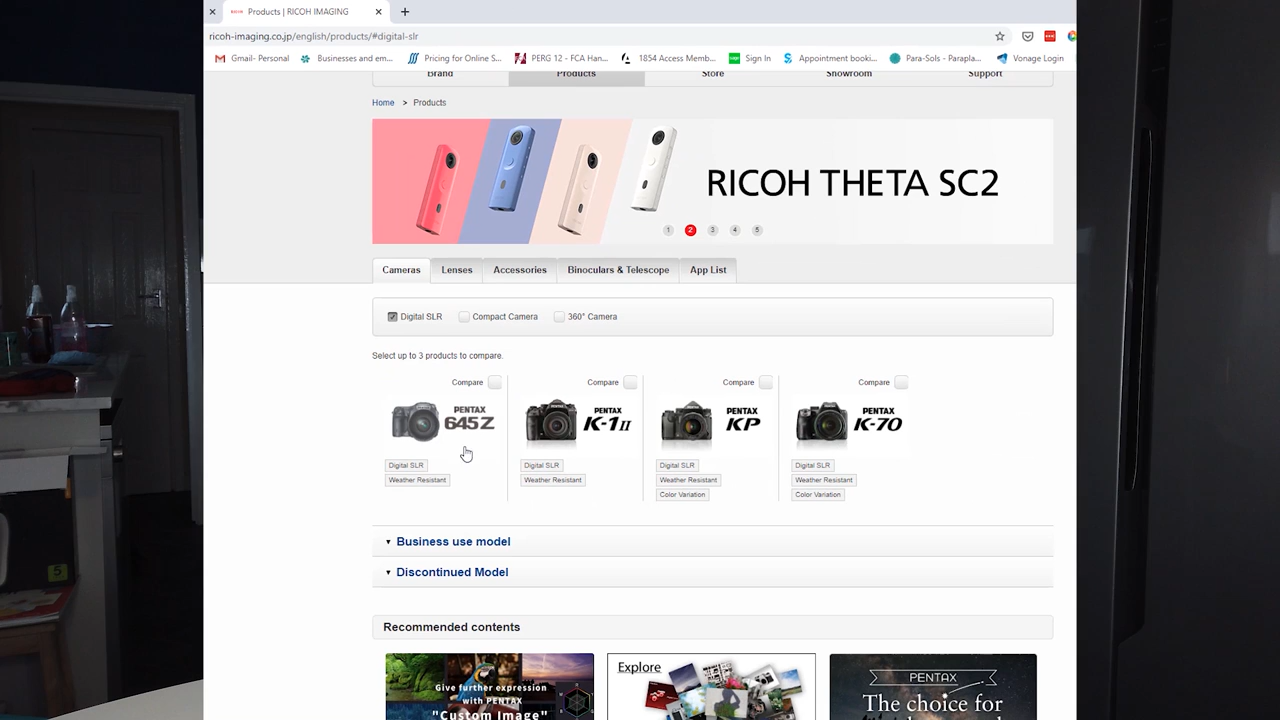 Products | RICOH IMAGING
ricoh-imaging.co.jp/english/products/#digital-slr
Gmail- Personal
Businesses and em...
Pricing for Online S...
PERG 12 - FCA Han...
1854 Access Memb...
Sign In
Appointment booki...
Para-Sols - Parapla...
Vonage Login
Brand
Products
Store
Showroom
Support
Home > Products
RICOH THETA SC2
1 2 3 4 5
Cameras
Lenses
Accessories
Binoculars & Telescope
App List
Digital SLR
Compact Camera
360° Camera
Select up to 3 products to compare.
Compare
Compare
Compare
Compare
PENTAX
645Z
PENTAX
K-1 II
PENTAX
KP
PENTAX
K-70
Digital SLR
Weather Resistant
Digital SLR
Weather Resistant
Digital SLR
Weather Resistant
Color Variation
Digital SLR
Weather Resistant
Color Variation
Business use model
Discontinued Model
Recommended contents
Give further expression
with PENTAX
"Custom Image"
Explore
PENTAX
The choice for
5